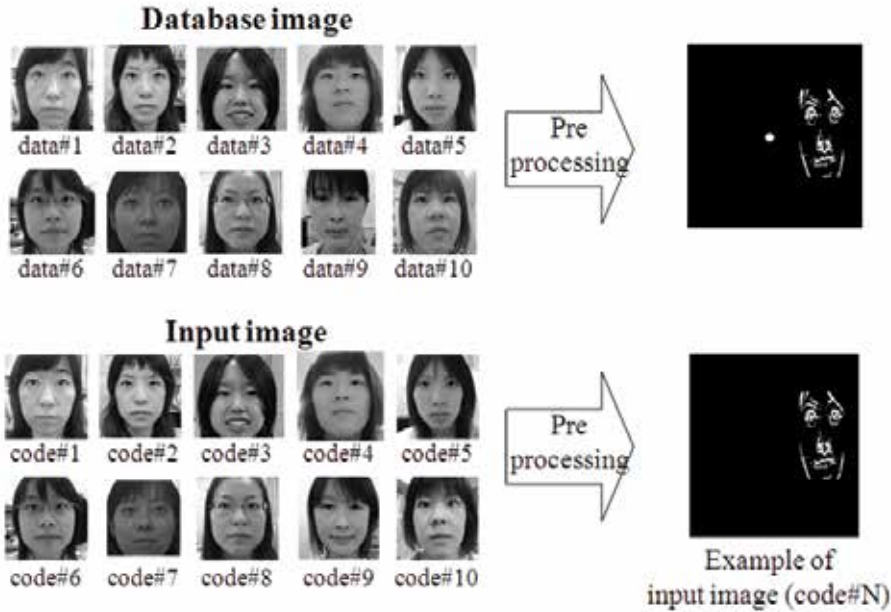 Database image
data#1 data#2 data#3 data#4 data#5
Pre
processing
data#6 data#7 data#8 data#9 data#10
Input image
code#1 code#2 code#3 code#4 code#5
Pre
processing
code#6 code#7 code#8 code#9 code#10
Example of
input image (code#N)